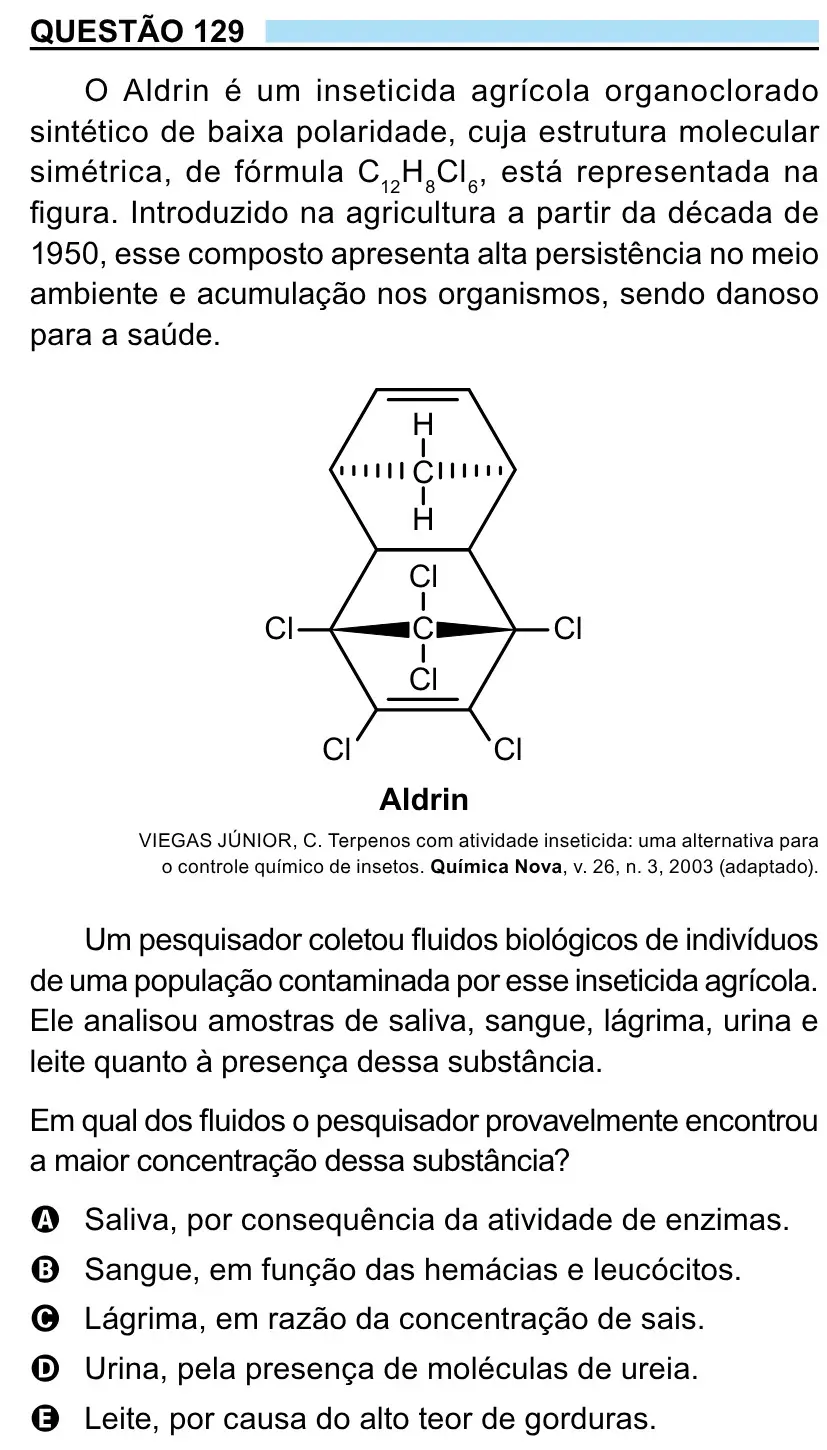 QUESTÃO 129
O Aldrin é um inseticida agrícola organoclorado
sintético de baixa polaridade, cuja estrutura molecular
simétrica, de fórmula C₁₂H₈Cl₆, está representada na
figura. Introduzido na agricultura a partir da década de
1950, esse composto apresenta alta persistência no meio
ambiente e acumulação nos organismos, sendo danoso
para a saúde.
H
C
H
Cl
Cl C Cl
Cl
Cl Cl
Aldrin
VIEGAS JÚNIOR, C. Terpenos com atividade inseticida: uma alternativa para
o controle químico de insetos. Química Nova, v. 26, n. 3, 2003 (adaptado).
Um pesquisador coletou fluidos biológicos de indivíduos
de uma população contaminada por esse inseticida agrícola.
Ele analisou amostras de saliva, sangue, lágrima, urina e
leite quanto à presença dessa substância.
Em qual dos fluidos o pesquisador provavelmente encontrou
a maior concentração dessa substância?
A Saliva, por consequência da atividade de enzimas.
B Sangue, em função das hemácias e leucócitos.
C Lágrima, em razão da concentração de sais.
D Urina, pela presença de moléculas de ureia.
E Leite, por causa do alto teor de gorduras.